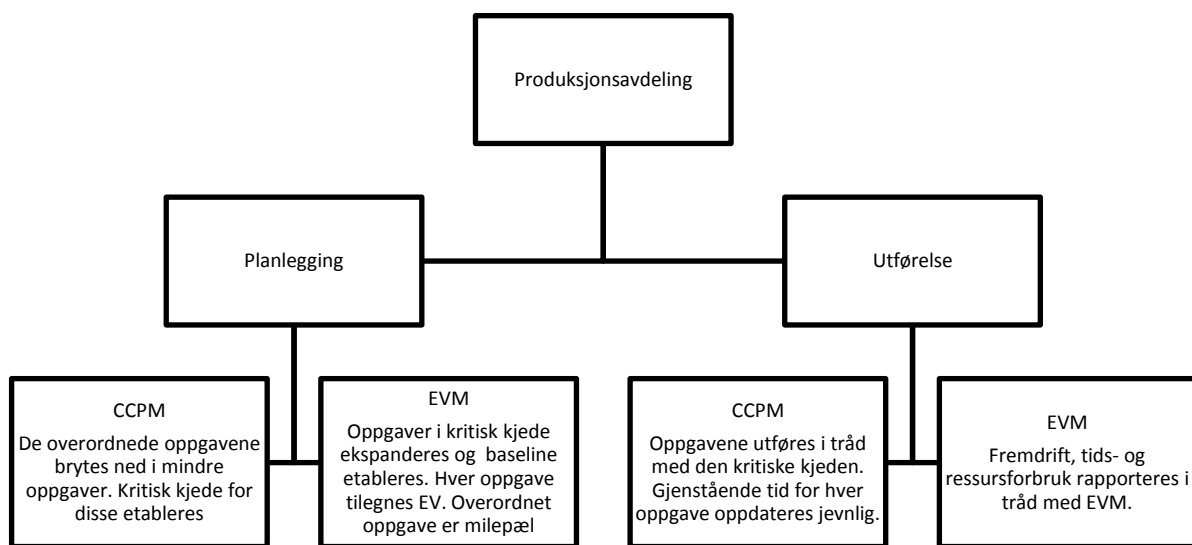 Produksjonsavdeling
Planlegging
Utførelse
CCPM
De overordnede oppgavene
brytes ned i mindre
oppgaver. Kritisk kjede for
disse etableres
EVM
Oppgaver i kritisk kjede
ekspanderes og baseline
etableres. Hver oppgave
tilegnes EV. Overordnet
oppgave er milepæl
CCPM
Oppgavene utføres i tråd
med den kritiske kjeden.
Gjenstående tid for hver
oppgave oppdateres jevnlig.
EVM
Fremdrift, tids- og
ressursforbruk rapporteres i
tråd med EVM.